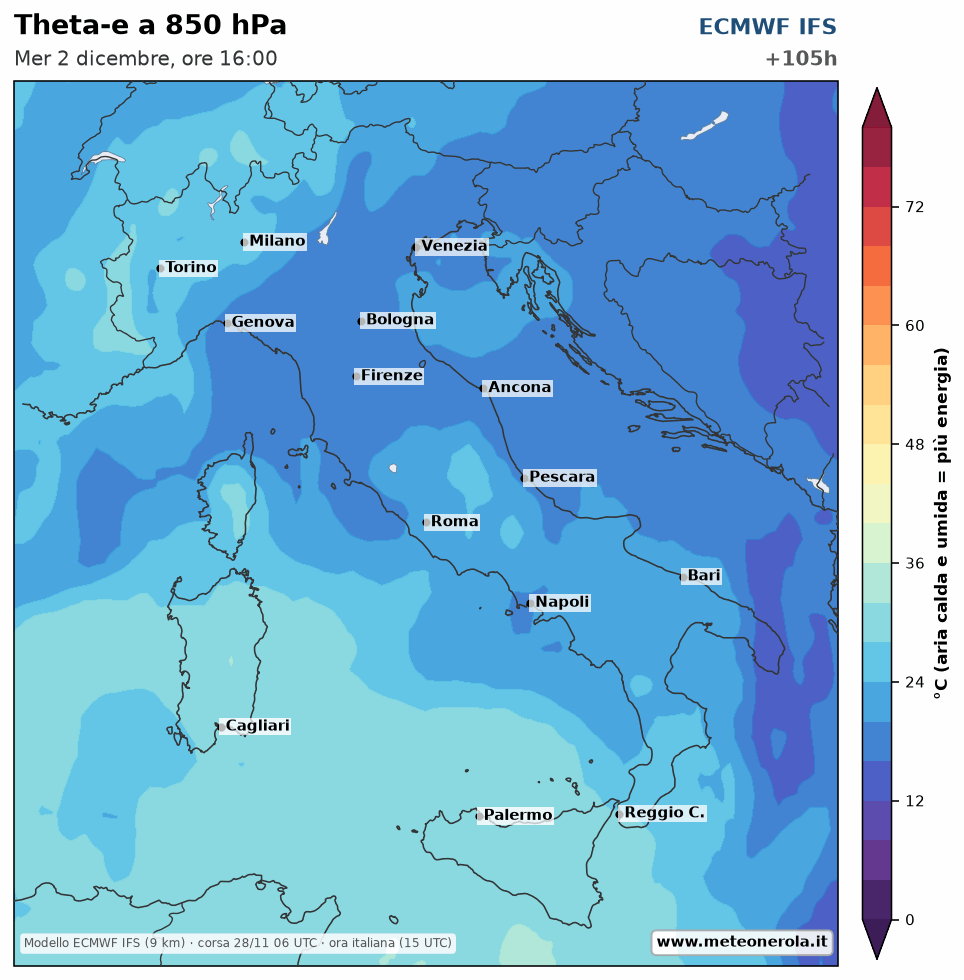 Theta-e a 850 hPa
ECMWF IFS
Mer 2 dicembre, ore 16:00
+105h
Milano
Venezia
Torino
Genova
Bologna
Firenze
Ancona
Pescara
Roma
Bari
Napoli
Cagliari
Palermo
Reggio C.
72
60
48
36
24
12
0
°C (aria calda e umida = più energia)
Modello ECMWF IFS (9 km) · corsa 28/11 06 UTC · ora italiana (15 UTC)
www.meteonerola.it